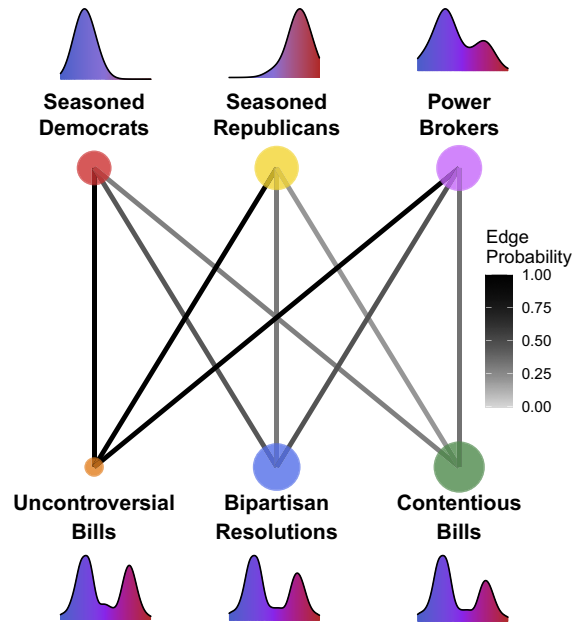 Seasoned
Democrats
Seasoned
Republicans
Power
Brokers
Edge
Probability
1.00
0.75
0.50
0.25
0.00
Uncontroversial
Bills
Bipartisan
Resolutions
Contentious
Bills